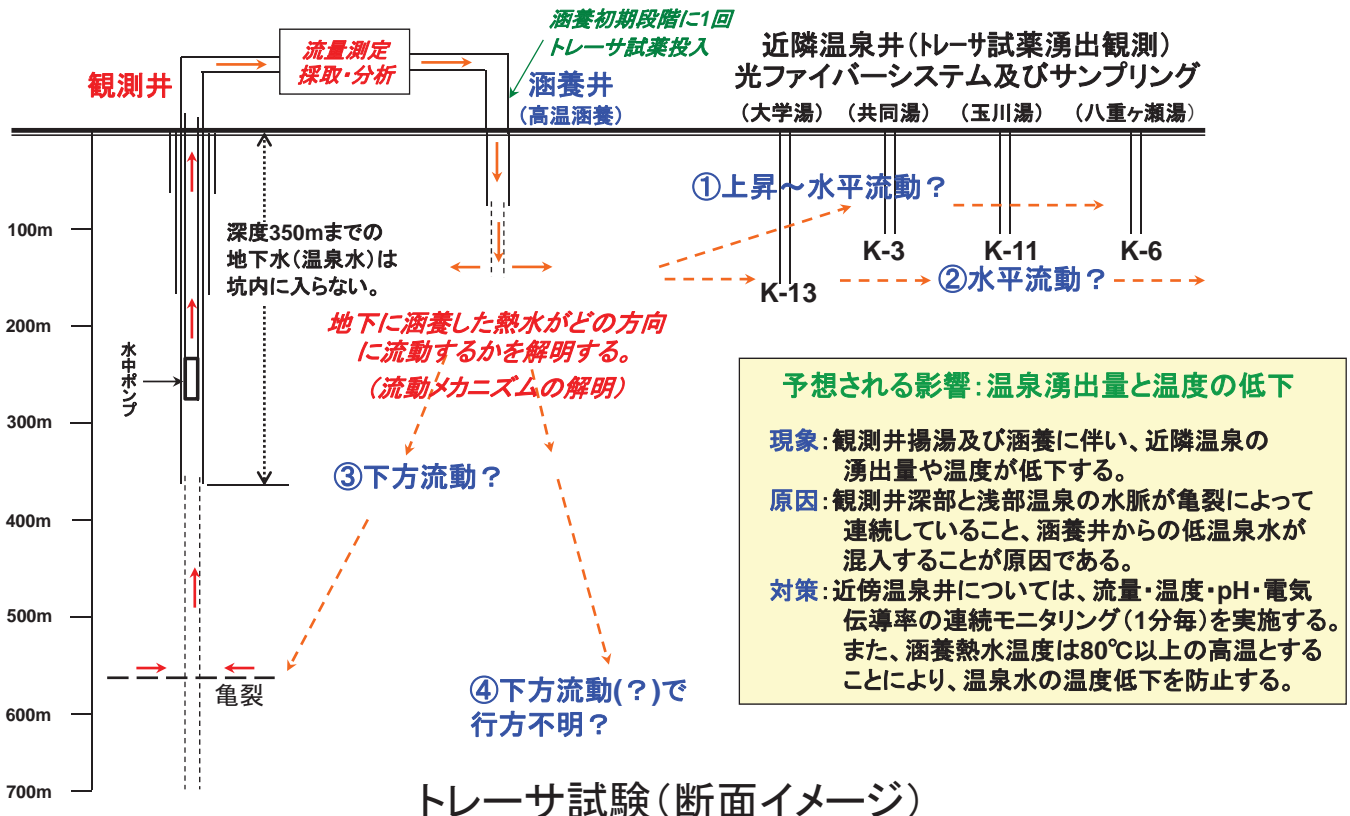 涵養初期段階に1回
トレーサ試薬投入
流量測定
採取・分析
観測井
涵養井
(高温涵養)
近隣温泉井(トレーサ試薬湧出観測)
光ファイバーシステム及びサンプリング
(大学湯) (共同湯) (玉川湯) (八重ヶ瀬湯)
①上昇～水平流動?
100m
200m
300m
400m
500m
600m
700m
深度350mまでの
地下水(温泉水)は
坑内に入らない。
K-3 K-11 K-6
K-13
②水平流動?
水中ポンプ
地下に涵養した熱水がどの方向
に流動するかを解明する。
(流動メカニズムの解明)
③下方流動?
④下方流動(?)で
行方不明?
亀裂
予想される影響:温泉湧出量と温度の低下
現象:観測井揚湯及び涵養に伴い、近隣温泉の
湧出量や温度が低下する。
原因:観測井深部と浅部温泉の水脈が亀裂によって
連続していること、涵養井からの低温泉水が
混入することが原因である。
対策:近傍温泉井については、流量・温度・pH・電気
伝導率の連続モニタリング(1分毎)を実施する。
また、涵養熱水温度は80℃以上の高温とする
ことにより、温泉水の温度低下を防止する。
トレーサ試験(断面イメージ)